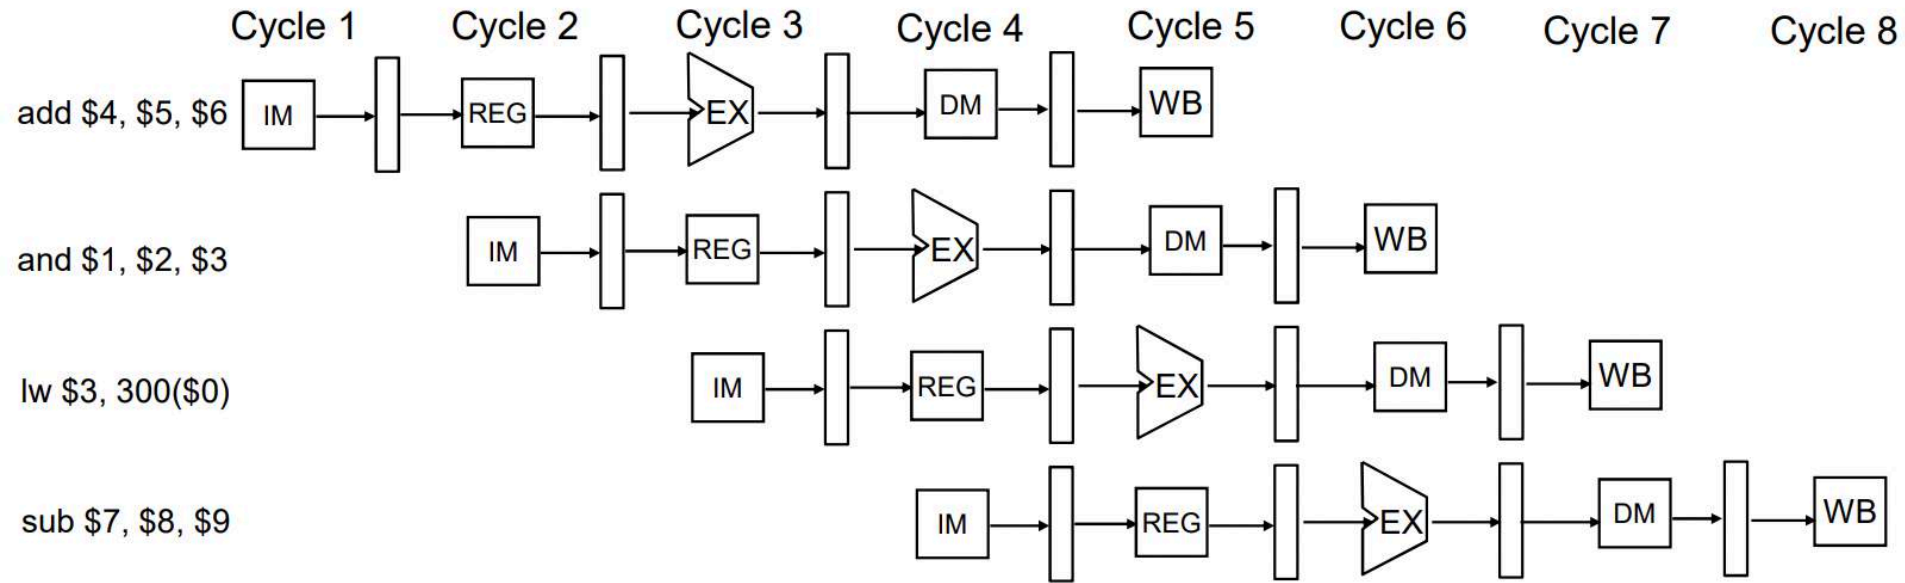 Cycle 1 Cycle 2 Cycle 3 Cycle 4 Cycle 5 Cycle 6 Cycle 7 Cycle 8
add $4, $5, $6 IM REG EX DM WB
and $1, $2, $3 IM REG EX DM WB
lw $3, 300($0) IM REG EX DM WB
sub $7, $8, $9 IM REG EX DM WB